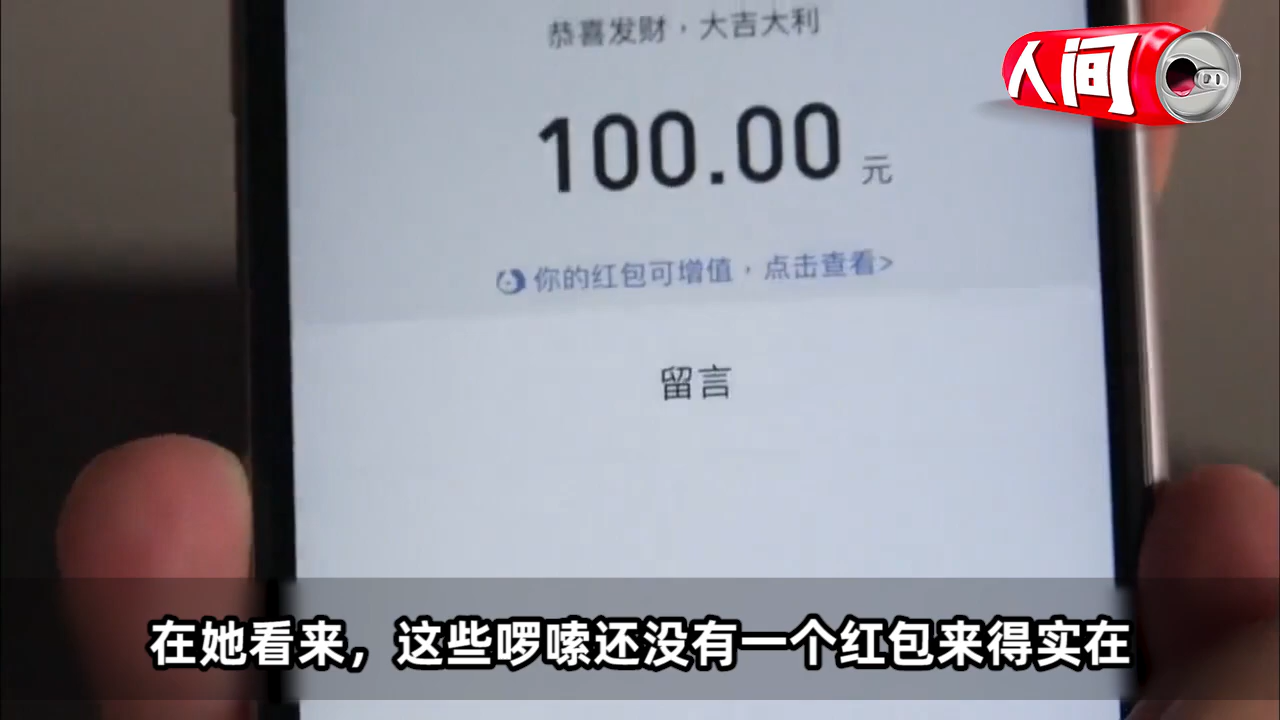 恭喜发财，大吉大利
人间
100.00元
你的红包可增值，点击查看>
留言
在她看来，这些啰嗦还没有一个红包来得实在